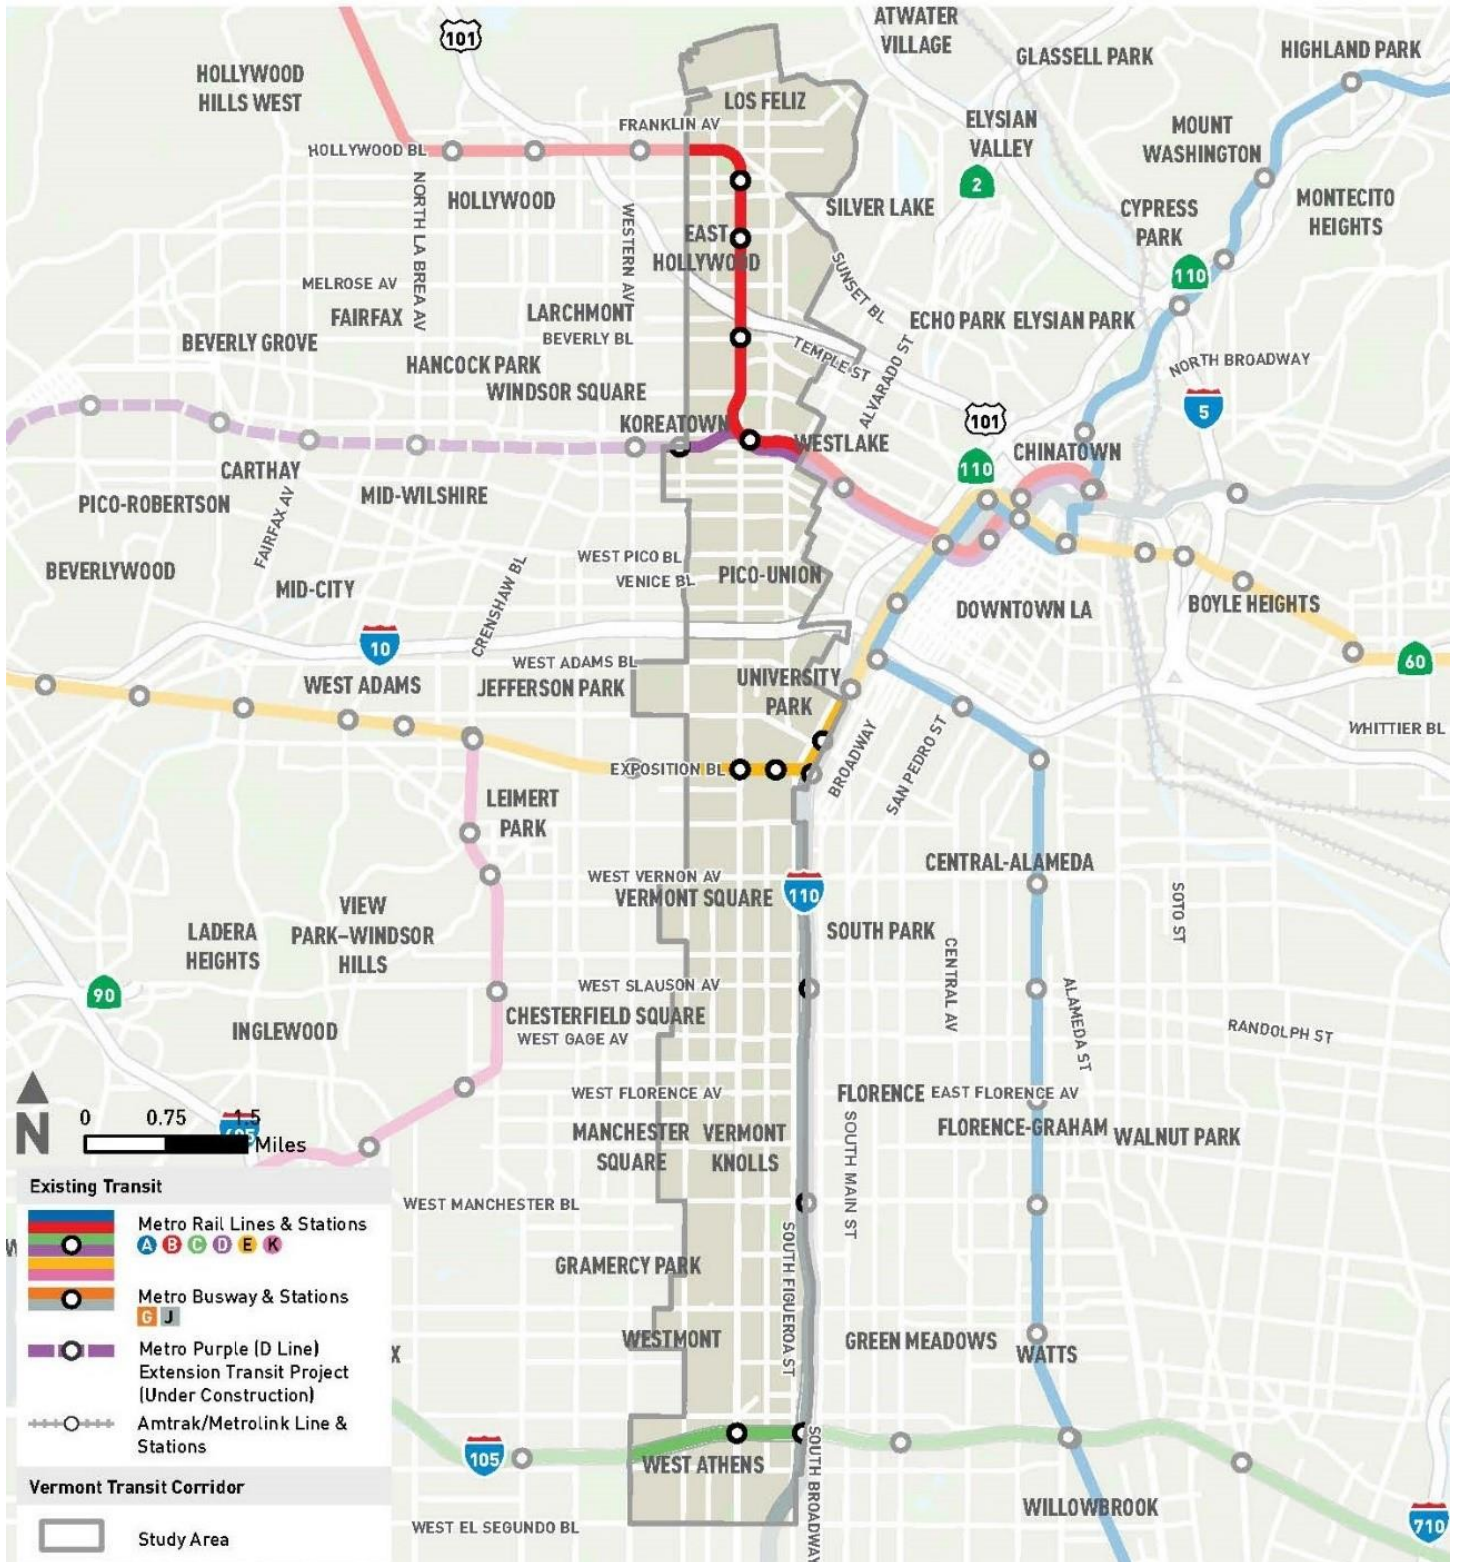 101
ATWATER
VILLAGE
GLASSELL PARK
HIGHLAND PARK
HOLLYWOOD
HILLS WEST
LOS FELIZ
FRANKLIN AV
ELYSIAN
VALLEY
MOUNT
WASHINGTON
HOLLYWOOD BL
NORTH LA BREA AV
HOLLYWOOD
WESTERN AV
2
SILVER LAKE
CYPRESS
PARK
MONTECITO
HEIGHTS
EAST
HOLLYWOOD
SUNSET BL
110
MELROSE AV
FAIRFAX
LARCHMONT
BEVERLY BL
BEVERLY GROVE
ECHO PARK
ELYSIAN PARK
TEMPLE ST
ALVARADO ST
NORTH BROADWAY
HANCOCK PARK
WINDSOR SQUARE
5
101
KOREATOWN
WESTLAKE
CHINATOWN
110
CARTHAY
MID-WILSHIRE
PICO-ROBERTSON
FAIRFAX AV
WEST PICO BL
VENICE BL
PICO-UNION
BEVERLYWOOD
MID-CITY
CRENSHAW BL
DOWNTOWN LA
BOYLE HEIGHTS
10
WEST ADAMS BL
60
WEST ADAMS
JEFFERSON PARK
UNIVERSITY
PARK
BROADWAY
SAN PEDRO ST
WHITTIER BL
EXPOSITION BL
LEIMERT
PARK
CENTRAL-ALAMEDA
WEST VERNON AV
VERMONT SQUARE
110
SOTO ST
VIEW
PARK–WINDSOR
HILLS
LADERA
HEIGHTS
SOUTH PARK
CENTRAL AV
90
WEST SLAUSON AV
ALAMEDA ST
CHESTERFIELD SQUARE
INGLEWOOD
WEST GAGE AV
RANDOLPH ST
WEST FLORENCE AV
FLORENCE
EAST FLORENCE AV
N
0 0.75 1.5
Miles
405
MANCHESTER
SQUARE
VERMONT
KNOLLS
SOUTH MAIN ST
FLORENCE-GRAHAM
WALNUT PARK
WEST MANCHESTER BL
SOUTH FIGUEROA ST
GRAMERCY PARK
WESTMONT
GREEN MEADOWS
WATTS
105
WEST ATHENS
SOUTH BROADWAY
WILLOWBROOK
710
WEST EL SEGUNDO BL
Existing Transit
Metro Rail Lines & Stations
A B C D E K
Metro Busway & Stations
G J
Metro Purple (D Line)
Extension Transit Project
(Under Construction)
Amtrak/Metrolink Line &
Stations
Vermont Transit Corridor
Study Area